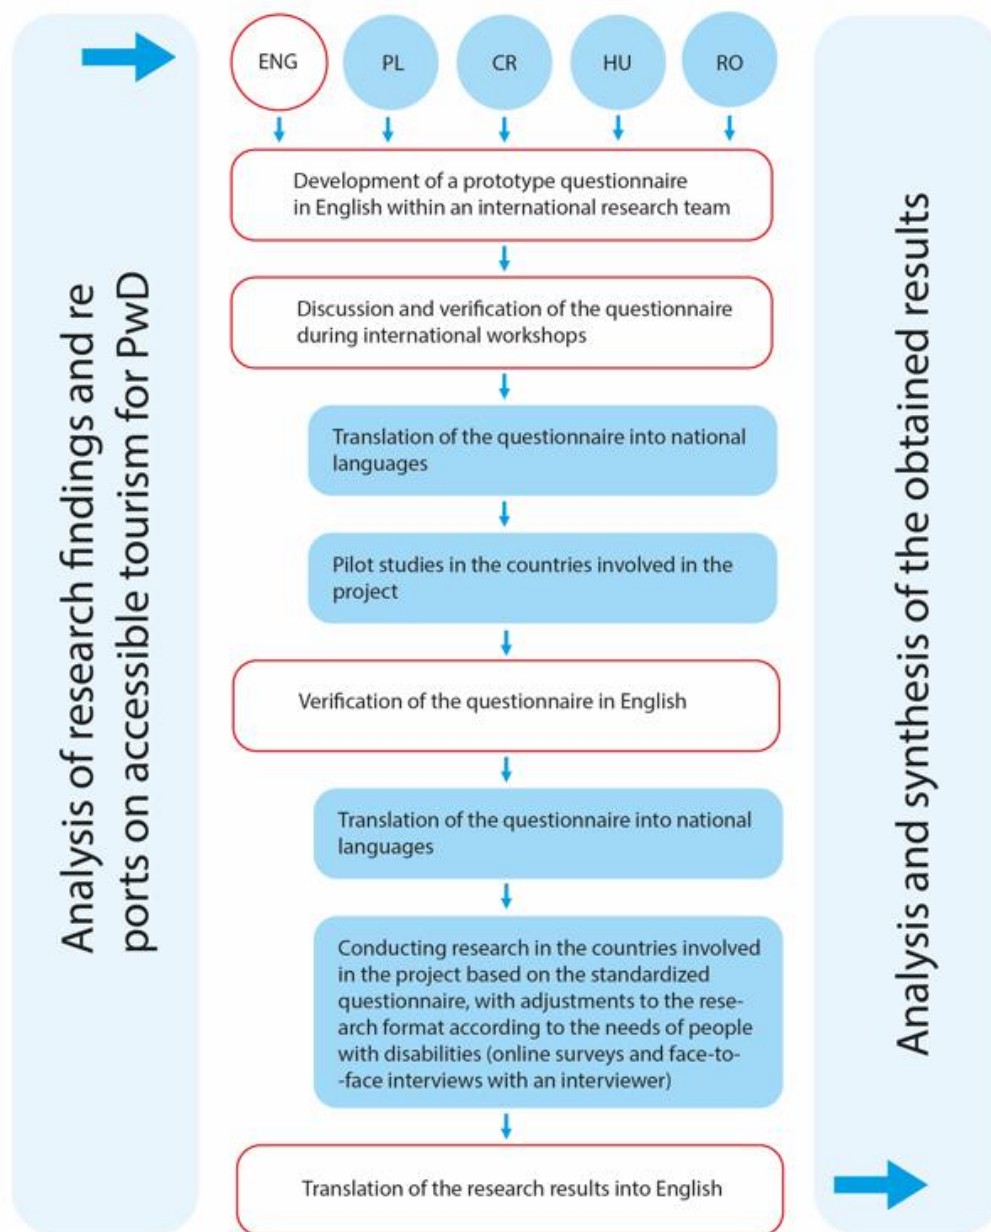 Analysis of research findings and re
ports on accessible tourism for PwD
ENG
PL
CR
HU
RO
Development of a prototype questionnaire
in English within an international research team
Discussion and verification of the questionnaire
during international workshops
Translation of the questionnaire into national
languages
Pilot studies in the countries involved in the
project
Verification of the questionnaire in English
Translation of the questionnaire into national
languages
Conducting research in the countries involved
in the project based on the standardized
questionnaire, with adjustments to the rese-
arch format according to the needs of people
with disabilities (online surveys and face-to-
-face interviews with an interviewer)
Translation of the research results into English
Analysis and synthesis of the obtained results